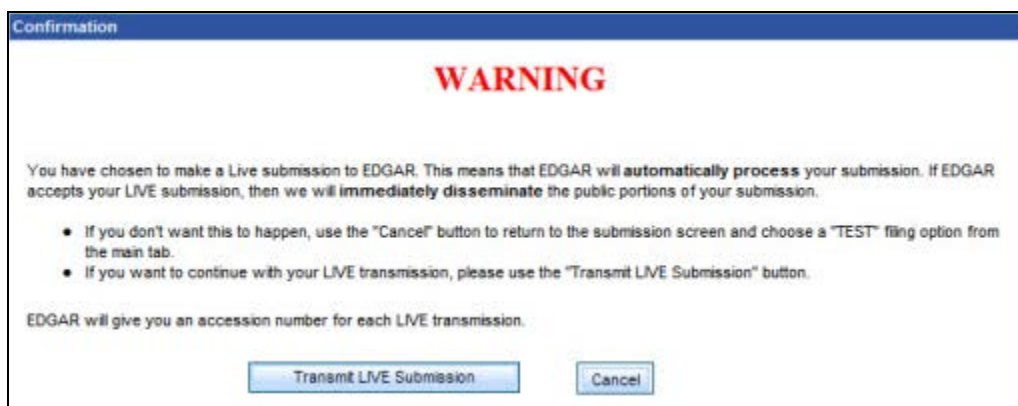 Confirmation
WARNING
You have chosen to make a Live submission to EDGAR. This means that EDGAR will automatically process your submission. If EDGAR
accepts your LIVE submission, then we will immediately disseminate the public portions of your submission.
• If you don't want this to happen, use the "Cancel" button to return to the submission screen and choose a "TEST" filing option from
the main tab.
• If you want to continue with your LIVE transmission, please use the "Transmit LIVE Submission" button.
EDGAR will give you an accession number for each LIVE transmission.
Transmit LIVE Submission Cancel